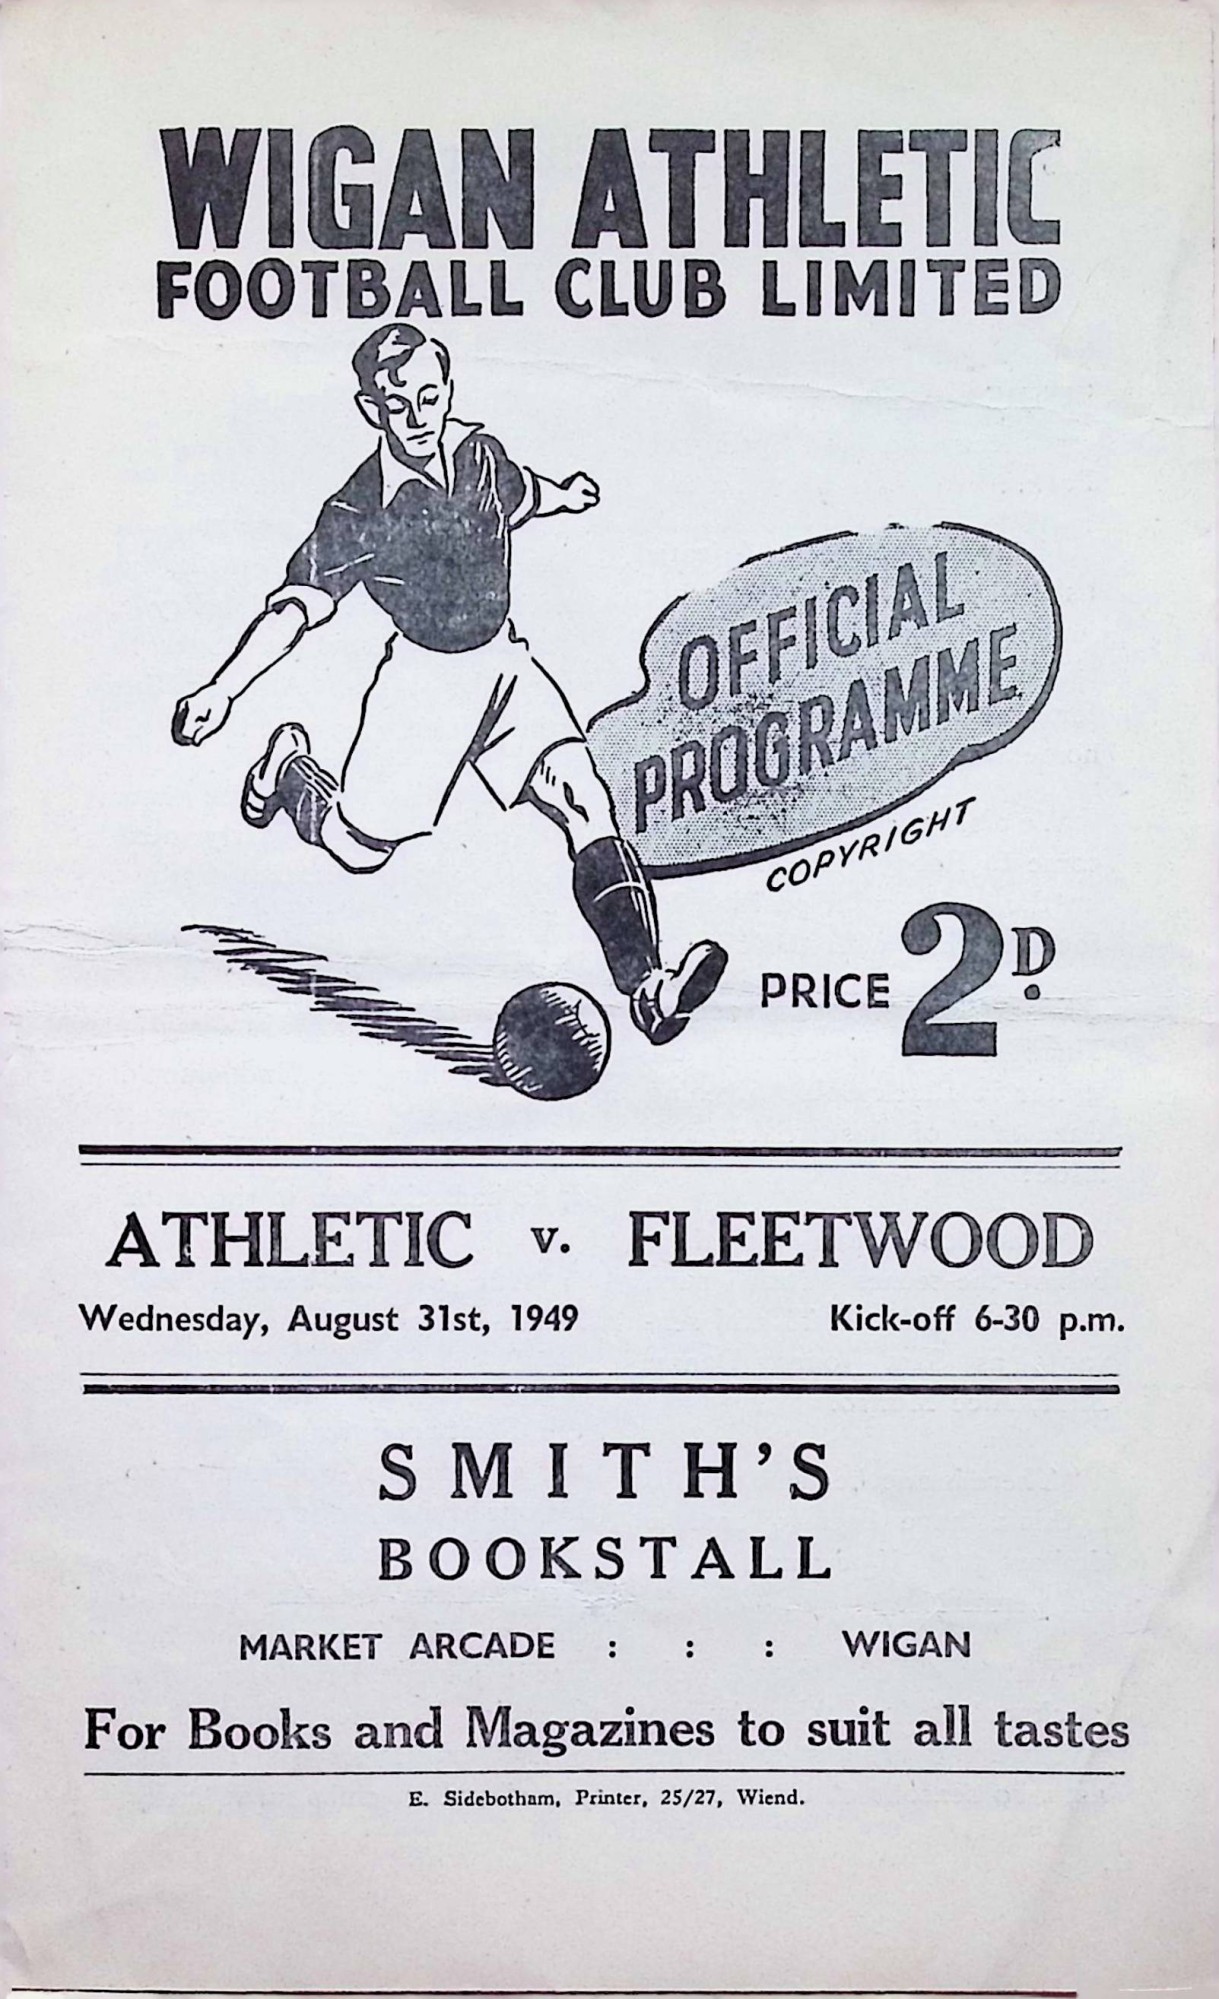 WIGAN ATHLETIC
FOOTBALL CLUB LIMITED
OFFICIAL
PROGRAMME
COPYRIGHT
PRICE 2D.
ATHLETIC v. FLEETWOOD
Wednesday, August 31st, 1949 Kick-off 6-30 p.m.
SMITH'S
BOOKSTALL
MARKET ARCADE : : : WIGAN
For Books and Magazines to suit all tastes
E. Sidebotham, Printer, 25/27, Wiend.